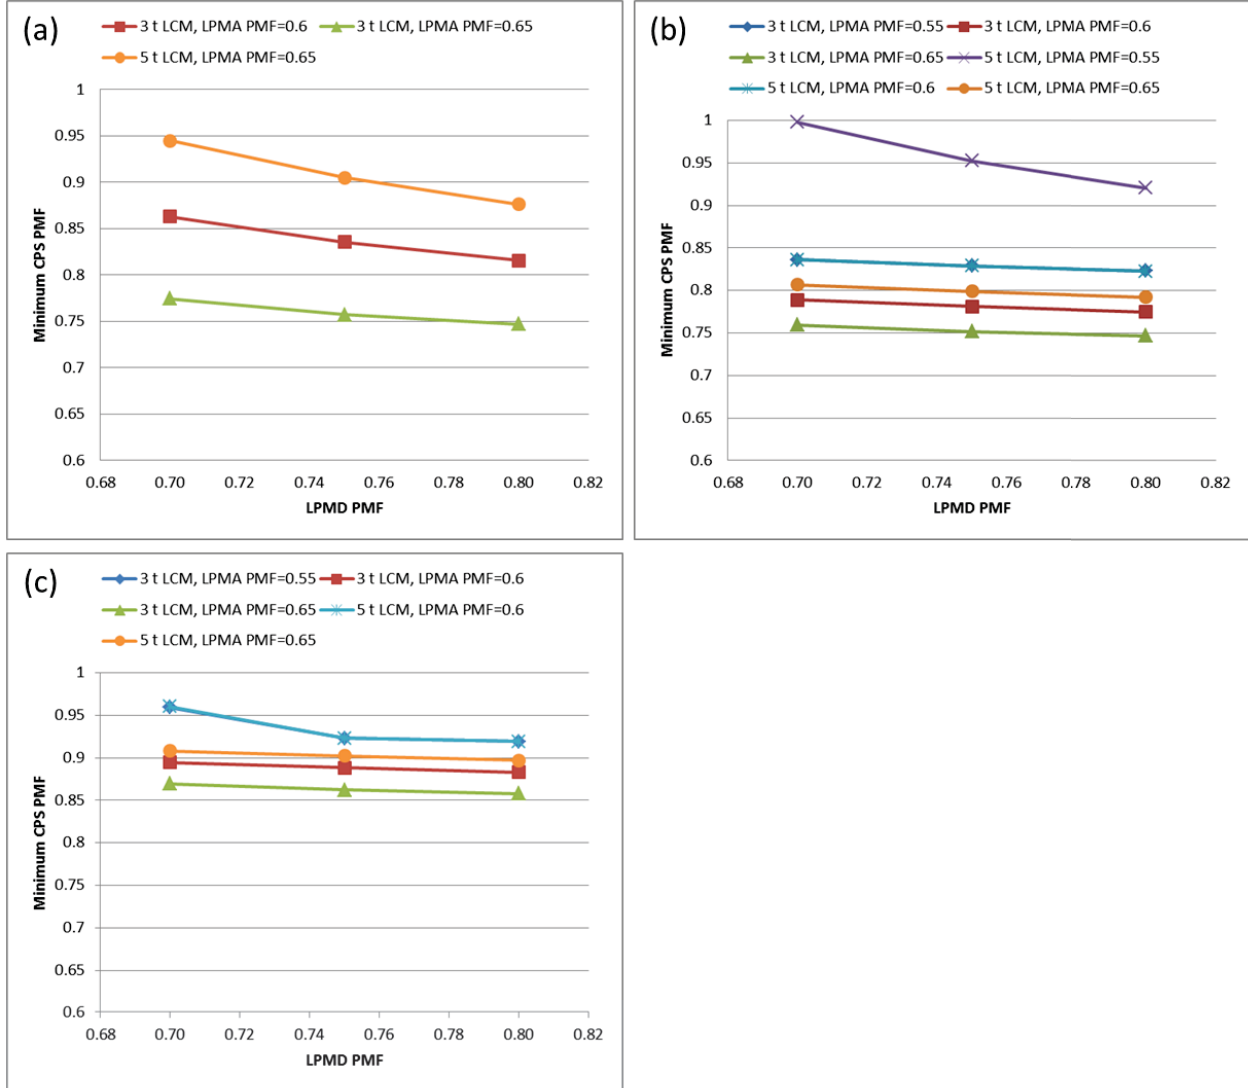 (a)
3 t LCM, LPMA PMF=0.6 3 t LCM, LPMA PMF=0.65
5 t LCM, LPMA PMF=0.65
1
0.95
0.9
0.85
0.8
0.75
0.7
0.65
0.6
Minimum CPS PMF
0.68 0.70 0.72 0.74 0.76 0.78 0.80 0.82
LPMD PMF
(b)
3 t LCM, LPMA PMF=0.55 3 t LCM, LPMA PMF=0.6
3 t LCM, LPMA PMF=0.65 5 t LCM, LPMA PMF=0.55
5 t LCM, LPMA PMF=0.6 5 t LCM, LPMA PMF=0.65
1
0.95
0.9
0.85
0.8
0.75
0.7
0.65
0.6
Minimum CPS PMF
0.68 0.70 0.72 0.74 0.76 0.78 0.80 0.82
LPMD PMF
(c)
3 t LCM, LPMA PMF=0.55 3 t LCM, LPMA PMF=0.6
3 t LCM, LPMA PMF=0.65 5 t LCM, LPMA PMF=0.6
5 t LCM, LPMA PMF=0.65
1
0.95
0.9
0.85
0.8
0.75
0.7
0.65
0.6
Minimum CPS PMF
0.68 0.70 0.72 0.74 0.76 0.78 0.80 0.82
LPMD PMF